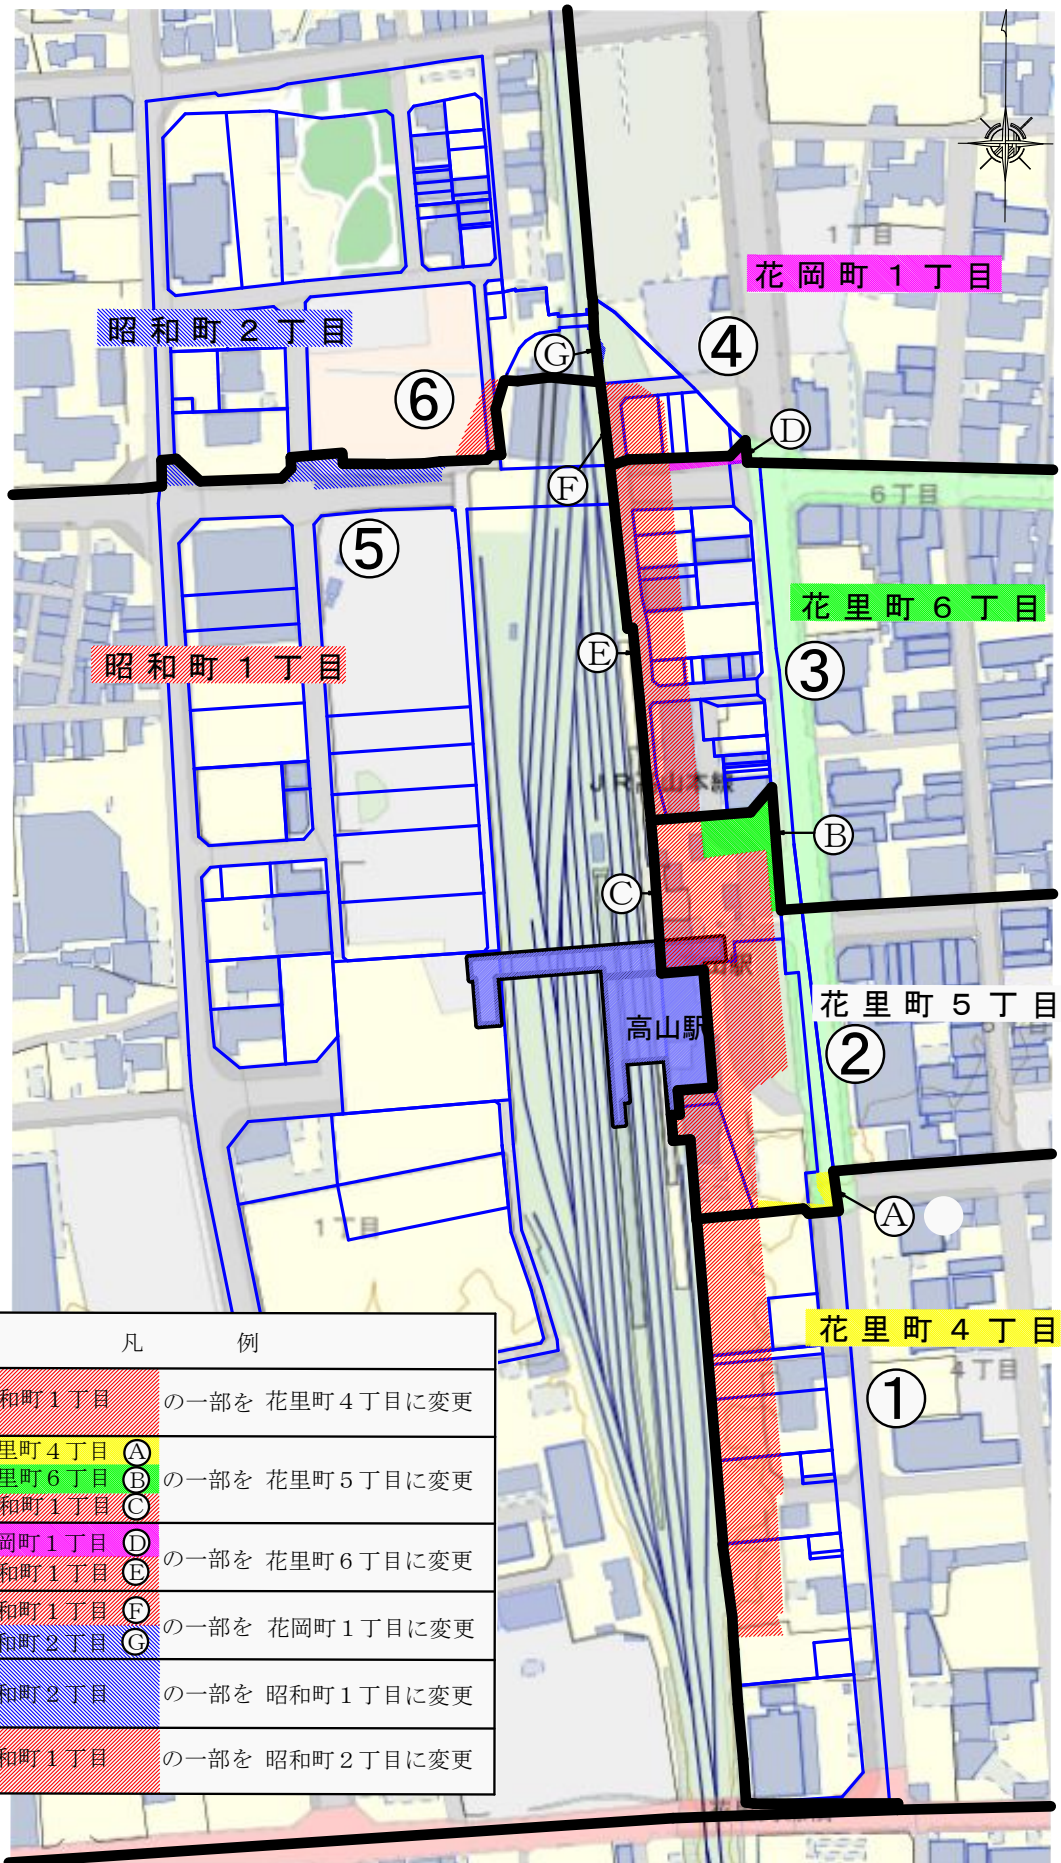 1丁目
花岡町1丁目
昭和町2丁目
④
G
⑥
D
F
6丁目
⑤
花里町6丁目
E
昭和町1丁目
③
JR高山本線
B
C
花里町5丁目
高山駅
②
A
1丁目
花里町4丁目
4丁目
①
凡例
和町1丁目 の一部を 花里町4丁目に変更
里町4丁目 A
里町6丁目 B の一部を 花里町5丁目に変更
和町1丁目 C
岡町1丁目 D
の一部を 花里町6丁目に変更
和町1丁目 E
和町1丁目 F
の一部を 花岡町1丁目に変更
和町2丁目 G
和町2丁目 の一部を 昭和町1丁目に変更
和町1丁目 の一部を 昭和町2丁目に変更